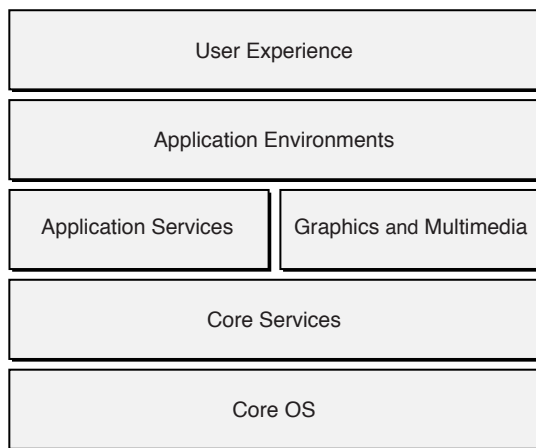 User Experience
Application Environments
Application Services
Graphics and Multimedia
Core Services
Core OS